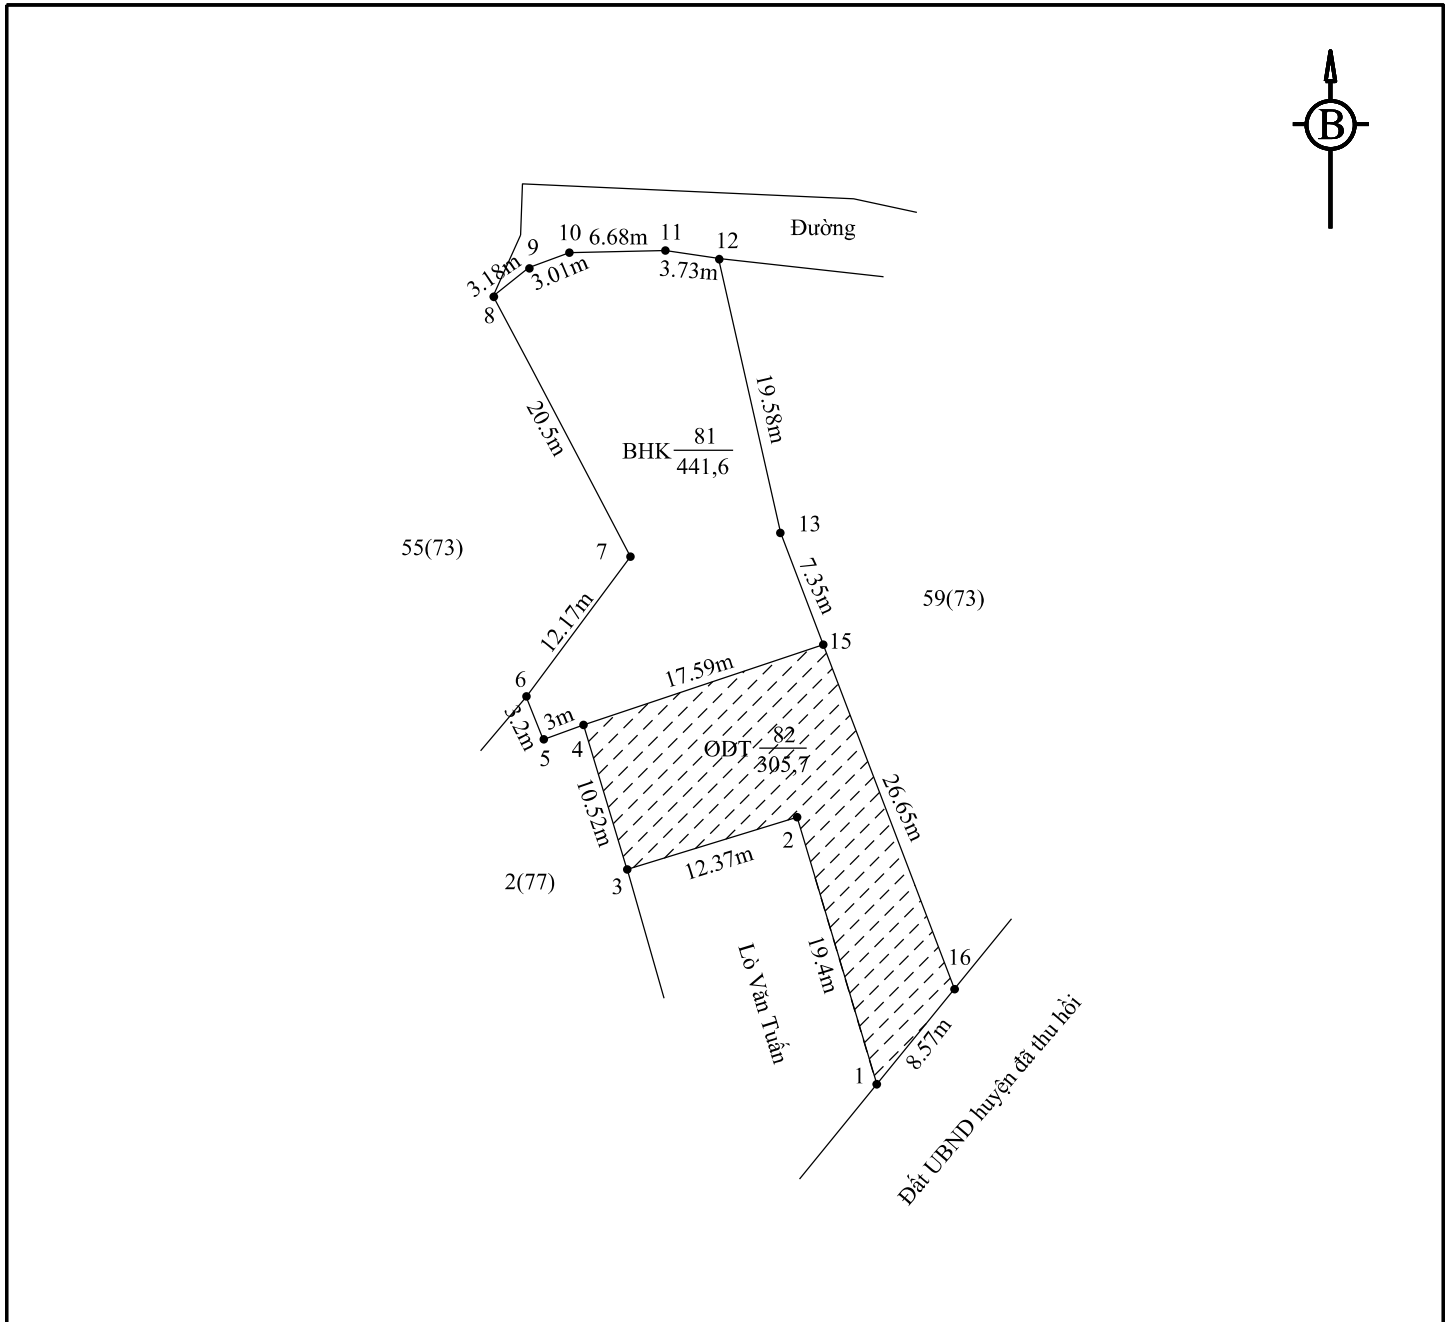 B
Đường
10
6.68m
11
12
9
3.18m
3.01m
3.73m
8
20.5m
19.58m
BHK 81
441,6
13
7
55(73)
7.35m
59(73)
12.17m
15
17.59m
6
3.2m
3m
4
5
ODT 82
305,7
10.52m
26.65m
2
12.37m
3
2(77)
19.4m
Lò Văn Tuấn
16
8.57m
1
Đất UBND huyện đã thu hồi